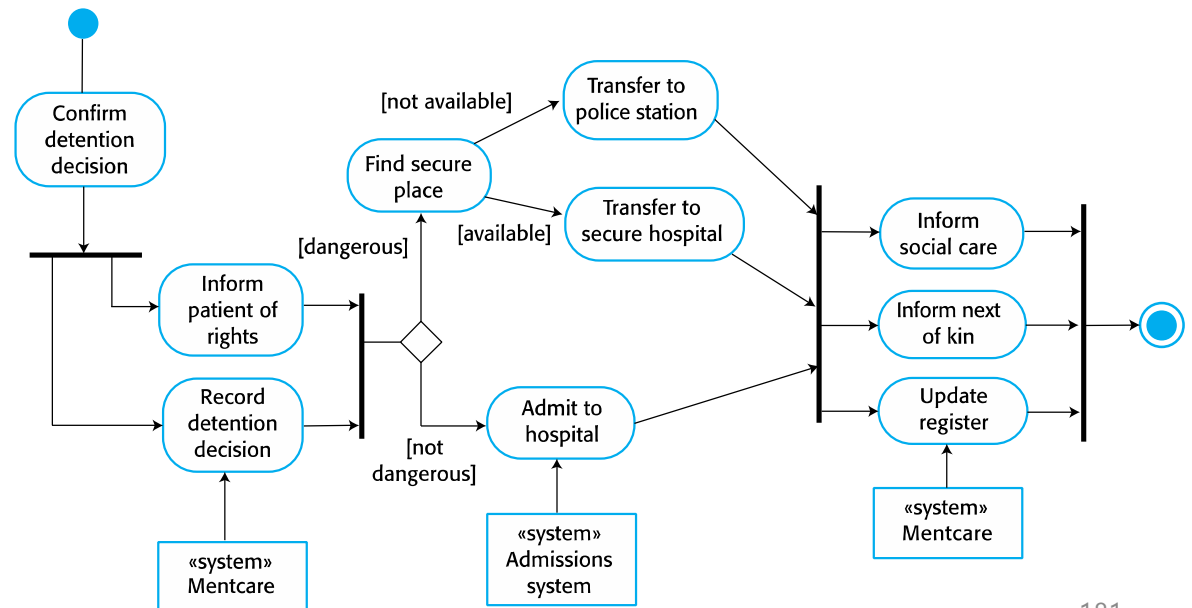 Confirm
detention
decision
Inform
patient of
rights
Record
detention
decision
«system»
Mentcare
[dangerous]
[not
dangerous]
Find secure
place
[not available]
[available]
Transfer to
police station
Transfer to
secure hospital
Admit to
hospital
«system»
Admissions
system
Inform
social care
Inform next
of kin
Update
register
«system»
Mentcare